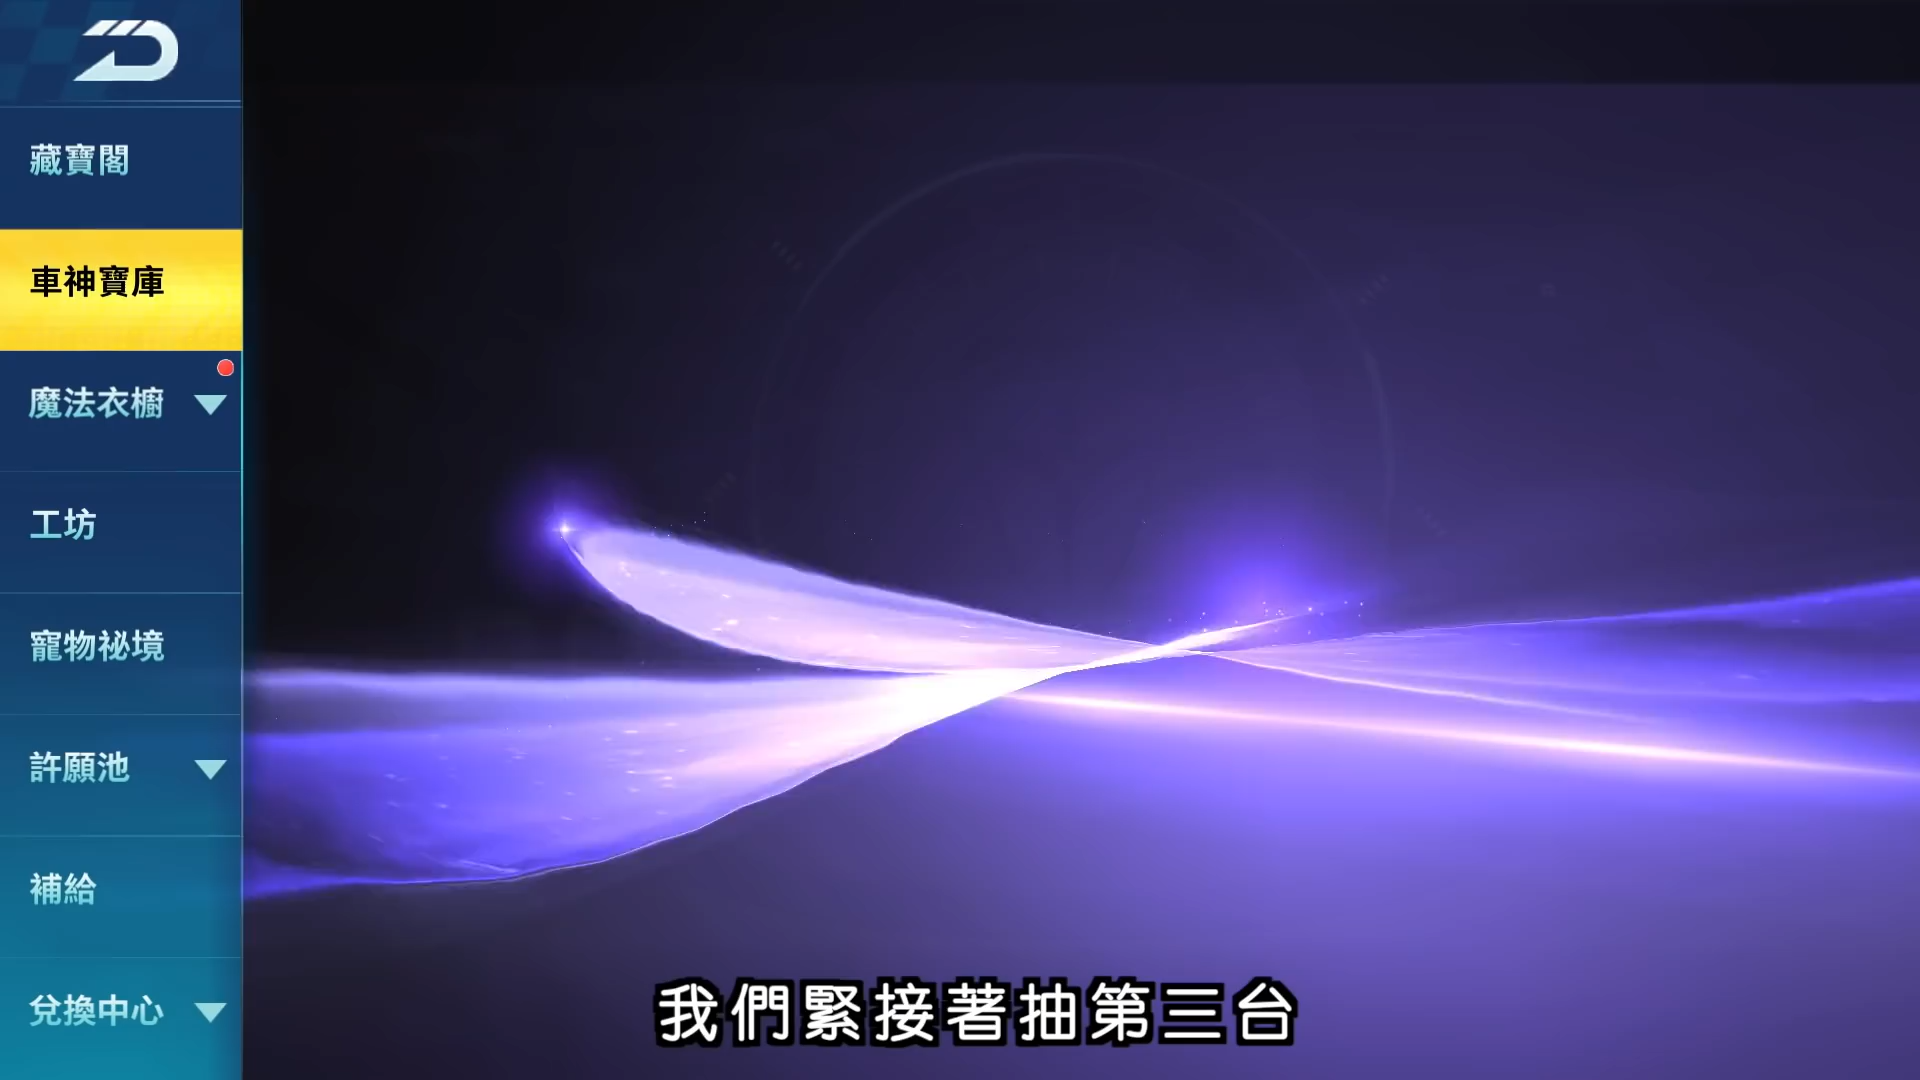 藏寶閣
車神寶庫
魔法衣櫥
工坊
寵物祕境
許願池
補給
兌換中心
我們緊接著抽第三台